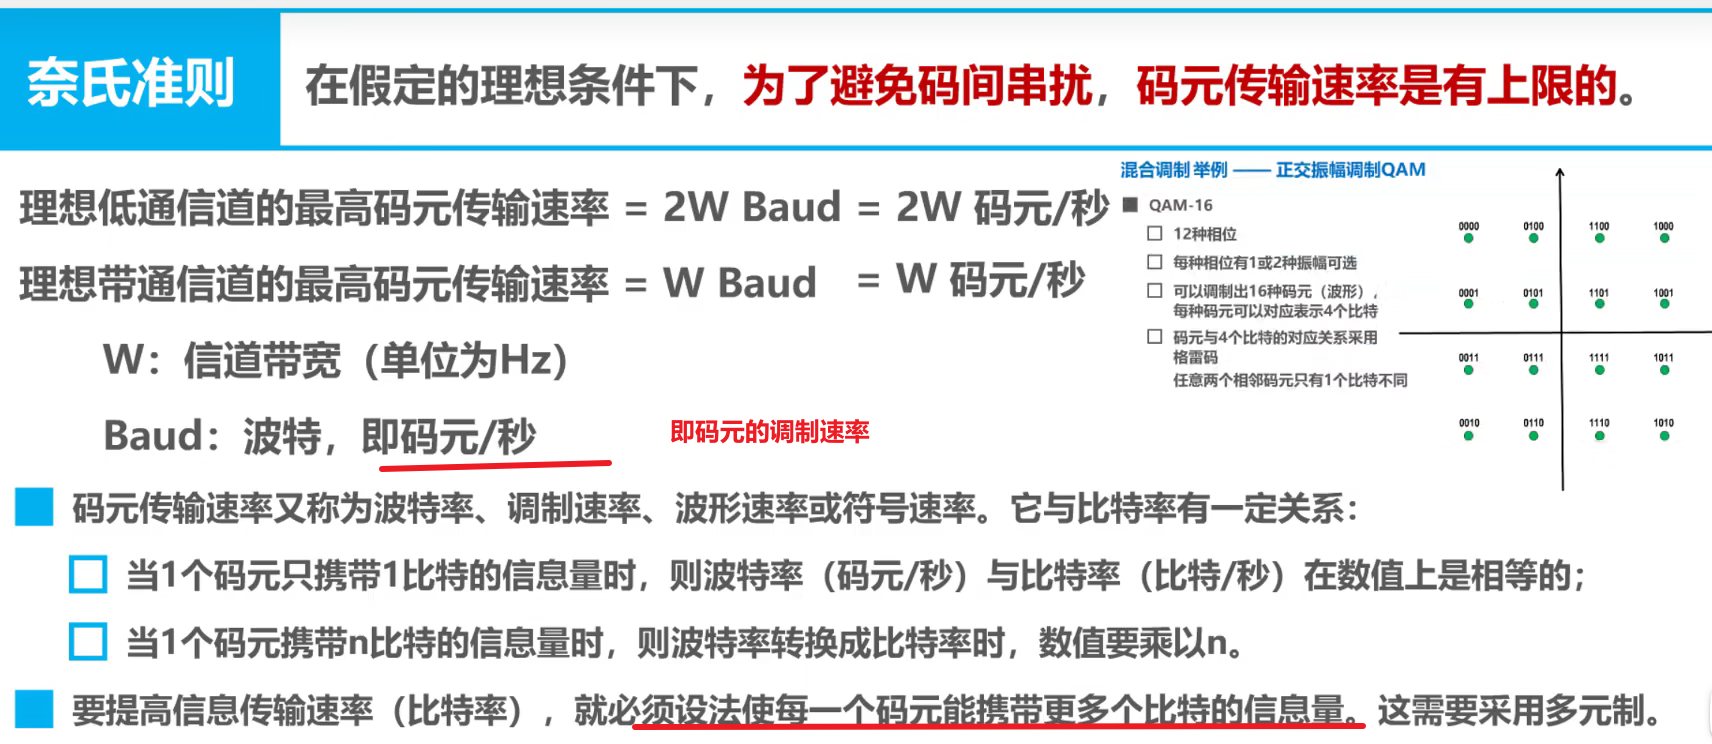 奈氏准则
在假定的理想条件下，为了避免码间串扰，码元传输速率是有上限的。
理想低通信道的最高码元传输速率 = 2W Baud = 2W 码元/秒
理想带通信道的最高码元传输速率 = W Baud = W 码元/秒
W：信道带宽（单位为Hz）
Baud：波特，即码元/秒
即码元的调制速率
混合调制 举例 —— 正交振幅调制QAM
QAM-16
12种相位
每种相位有1或2种振幅可选
可以调制出16种码元（波形），
每种码元可以对应表示4个比特
码元与4个比特的对应关系采用
格雷码
任意两个相邻码元只有1个比特不同
0000 0100 1100 1000
0001 0101 1101 1001
0011 0111 1111 1011
0010 0110 1110 1010
码元传输速率又称为波特率、调制速率、波形速率或符号速率。它与比特率有一定关系：
当1个码元只携带1比特的信息量时，则波特率（码元/秒）与比特率（比特/秒）在数值上是相等的；
当1个码元携带n比特的信息量时，则波特率转换成比特率时，数值要乘以n。
要提高信息传输速率（比特率），就必须设法使每一个码元能携带更多个比特的信息量。这需要采用多元制。